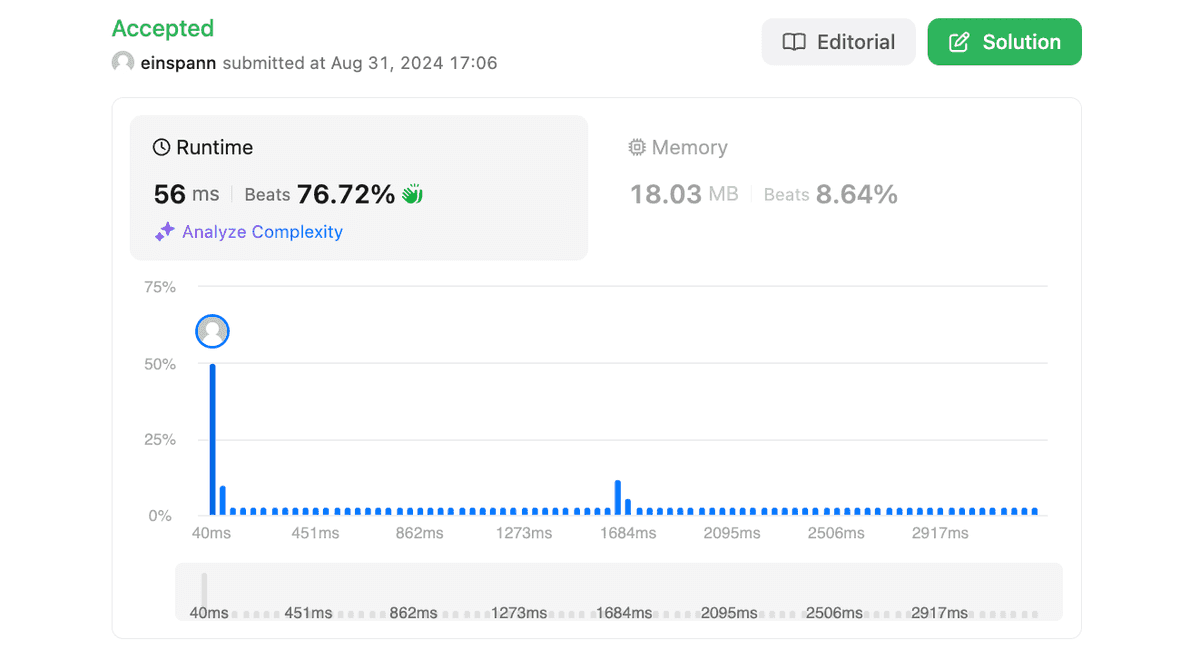 Accepted
Editorial
Solution
einspann submitted at Aug 31, 2024 17:06
Runtime
Memory
56 ms Beats 76.72%
18.03 MB Beats 8.64%
Analyze Complexity
75%
50%
25%
0%
40ms 451ms 862ms 1273ms 1684ms 2095ms 2506ms 2917ms
40ms 451ms 862ms 1273ms 1684ms 2095ms 2506ms 2917ms